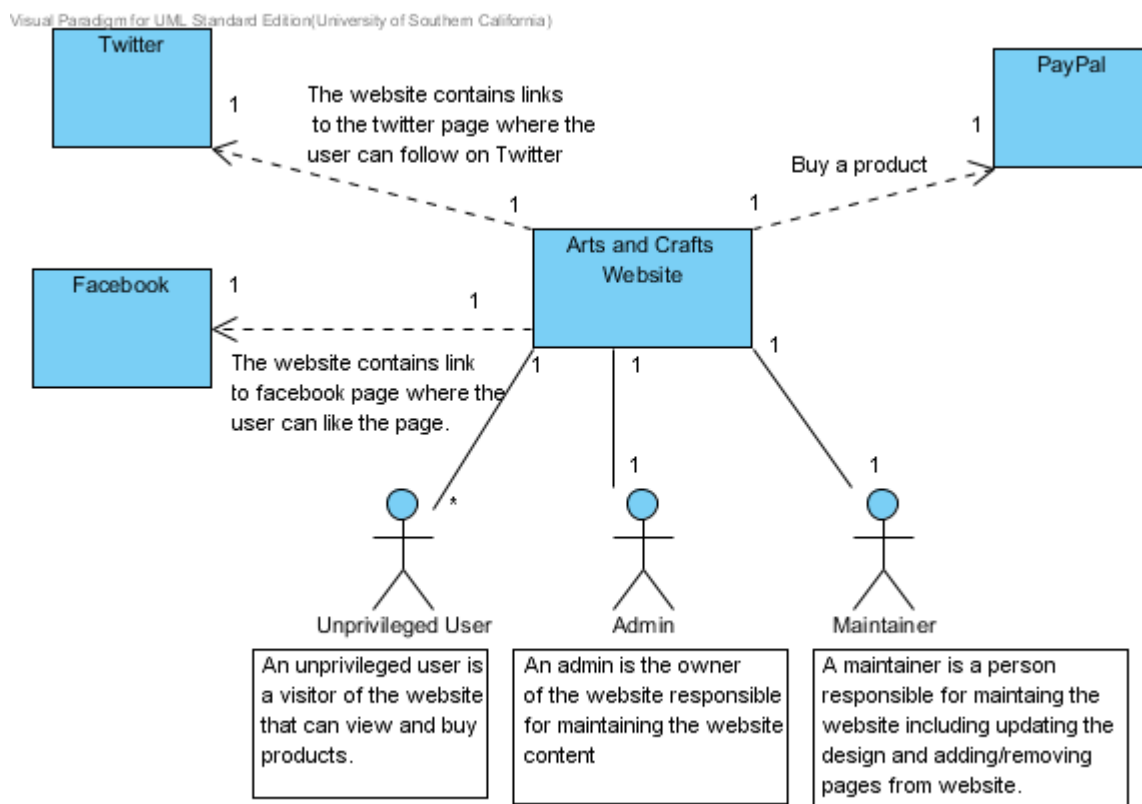 Visual Paradigm for UML Standard Edition(University of Southern California)
Twitter
PayPal
1
The website contains links
to the twitter page where the
user can follow on Twitter
1
Buy a product
1
1
Arts and Crafts
Website
Facebook
1
1
The website contains link
to facebook page where the
user can like the page.
1
1
1
*
1
1
Unprivileged User
Admin
Maintainer
An unprivileged user is
a visitor of the website
that can view and buy
products.
An admin is the owner
of the website responsible
for maintaining the website
content
A maintainer is a person
responsible for maintaing the
website including updating the
design and adding/removing
pages from website.